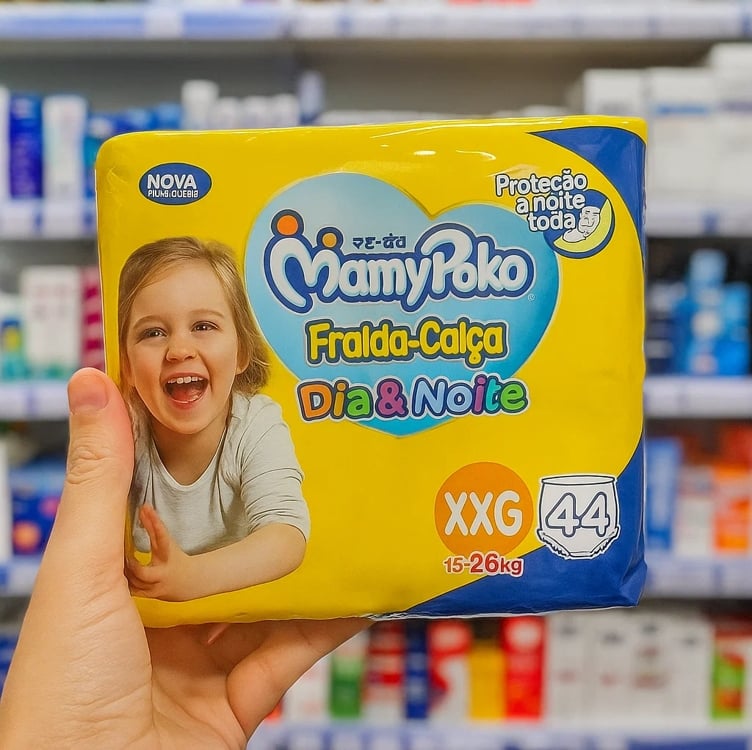 NOVA
Proteção
a noite
toda
MamyPoko
Fralda-Calça
Dia & Noite
XXG
44
15-26kg